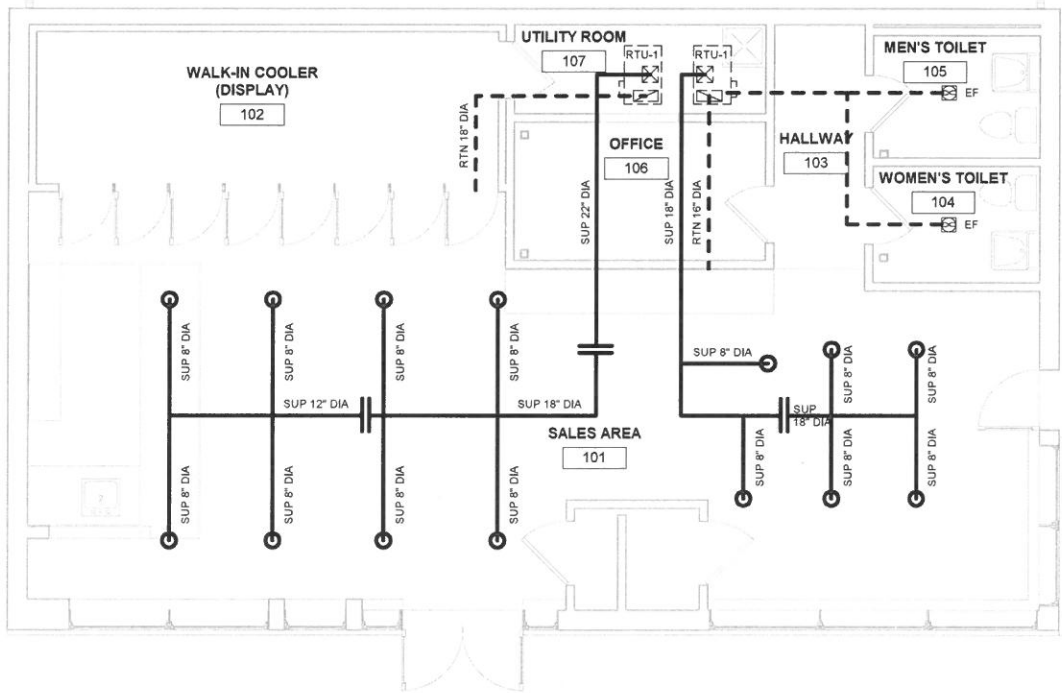 UTILITY ROOM
107
RTU-1
RTU-1
MEN'S TOILET
105
EF
WALK-IN COOLER
(DISPLAY)
102
RTN 18" DIA
OFFICE
106
HALLWAY
103
WOMEN'S TOILET
104
EF
SUP 22" DIA
SUP 18" DIA
RTN 16" DIA
SUP 8" DIA
SUP 8" DIA
SUP 8" DIA
SUP 8" DIA
SUP 8" DIA
SUP 8" DIA
SUP 8" DIA
SUP 12" DIA
SUP 18" DIA
SUP
18" DIA
SALES AREA
101
SUP 8" DIA
SUP 8" DIA
SUP 8" DIA
SUP 8" DIA
SUP 8" DIA
SUP 8" DIA
SUP 8" DIA